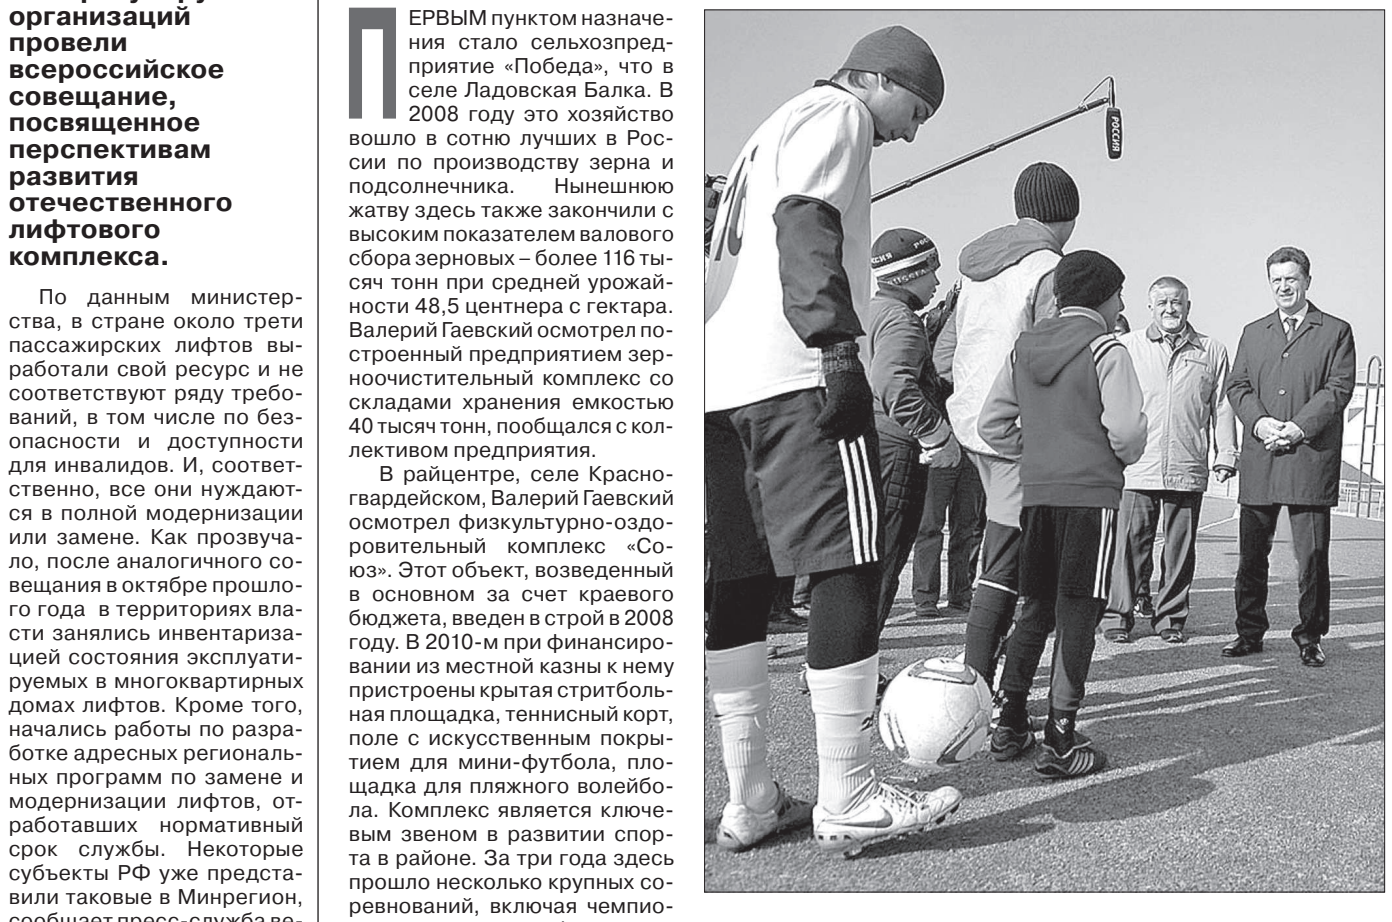 организаций
провели
всероссийское
совещание,
посвященное
перспективам
развития
отечественного
лифтового
комплекса.
По данным министер-
ства, в стране около трети
пассажирских лифтов вы-
работали свой ресурс и не
соответствуют ряду требо-
ваний, в том числе по без-
опасности и доступности
для инвалидов. И, соответ-
ственно, все они нуждают-
ся в полной модернизации
или замене. Как прозвуча-
ло, после аналогичного со-
вещания в октябре прошло-
го года в территориях вла-
сти занялись инвентариза-
цией состояния эксплуати-
руемых в многоквартирных
домах лифтов. Кроме того,
начались работы по разра-
ботке адресных региональ-
ных программ по замене и
модернизации лифтов, от-
работавших нормативный
срок службы. Некоторые
субъекты РФ уже предста-
вили таковые в Минрегион,
сообщает пресс-служба ве-
ПЕРВЫМ пунктом назначе-
ния стало сельхозпред-
приятие «Победа», что в
селе Ладовская Балка. В
2008 году это хозяйство
вошло в сотню лучших в Рос-
сии по производству зерна и
подсолнечника. Нынешнюю
жатву здесь также закончили с
высоким показателем валового
сбора зерновых – более 116 ты-
сяч тонн при средней урожай-
ности 48,5 центнера с гектара.
Валерий Гаевский осмотрел по-
строенный предприятием зер-
ноочистительный комплекс со
складами хранения емкостью
40 тысяч тонн, пообщался с кол-
лективом предприятия.
В райцентре, селе Красно-
гвардейском, Валерий Гаевский
осмотрел физкультурно-оздо-
ровительный комплекс «Со-
юз». Этот объект, возведенный
в основном за счет краевого
бюджета, введен в строй в 2008
году. В 2010-м при финансиро-
вании из местной казны к нему
пристроены крытая стритболь-
ная площадка, теннисный корт,
поле с искусственным покры-
тием для мини-футбола, пло-
щадка для пляжного волейбо-
ла. Комплекс является ключе-
вым звеном в развитии спор-
та в районе. За три года здесь
прошло несколько крупных со-
ревнований, включая чемпио-
РОССИЯ